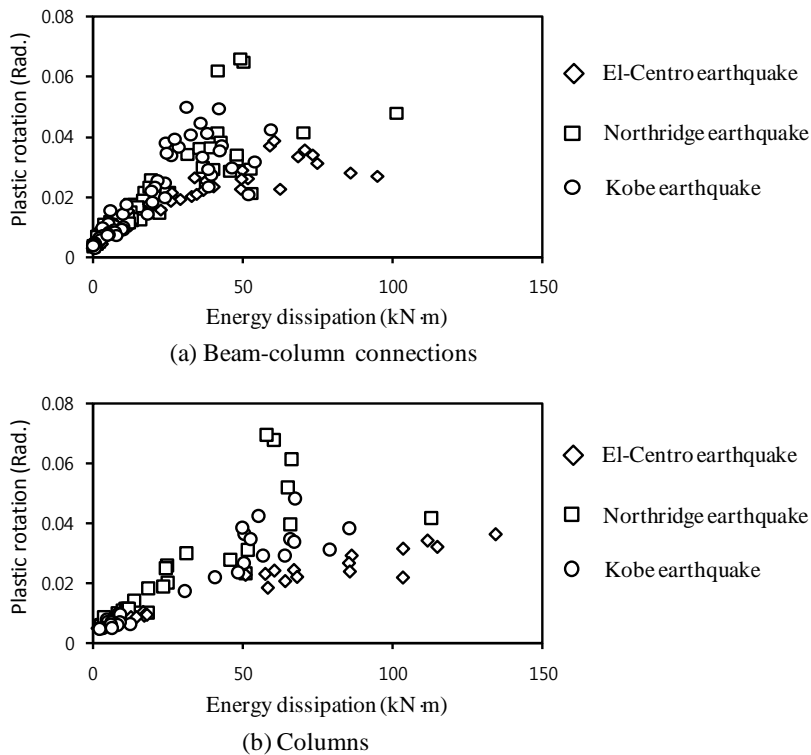 0.08
0.06
0.04
0.02
0
Plastic rotation (Rad.)
0 50 100 150
Energy dissipation (kN·m)
El-Centro earthquake
Northridge earthquake
Kobe earthquake
(a) Beam-column connections
0.08
0.06
0.04
0.02
0
Plastic rotation (Rad.)
0 50 100 150
Energy dissipation (kN·m)
El-Centro earthquake
Northridge earthquake
Kobe earthquake
(b) Columns